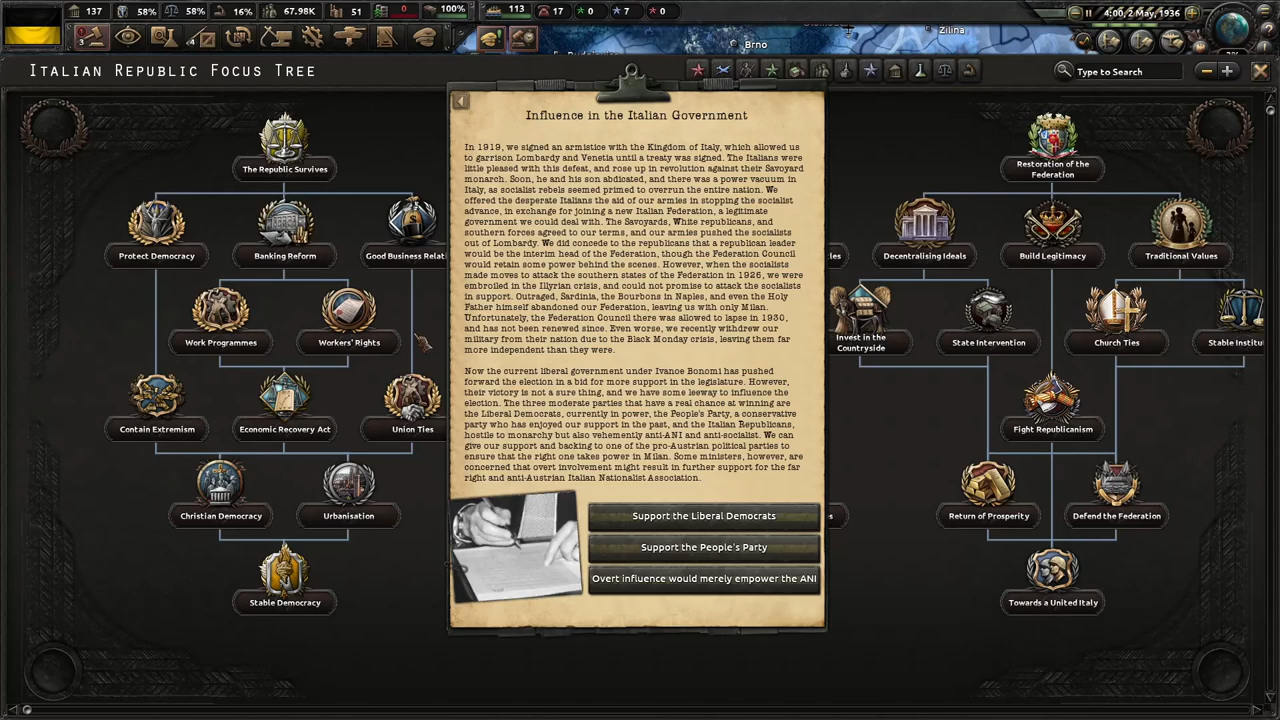 137
58%
58%
16%
67.98K
51
0
100%
113
17
0
7
0
4:00, 2 May, 1936
Brno
Zilina
3
4
Italian Republic Focus Tree
Type to Search
Influence in the Italian Government
In 1919, we signed an armistice with the Kingdom of Italy, which allowed us
to garrison Lombardy and Venetia until a treaty was signed. The Italians were
little pleased with this defeat, and rose up in revolution against their Savoyard
monarch. Soon, he and his son abdicated, and there was a power vacuum in
Italy, as socialist rebels seemed primed to overrun the entire nation. We
offered the desperate Italians the aid of our armies in stopping the socialist
advance, in exchange for joining a new Italian Federation, a legitimate
government we could deal with. The Savoyards, White republicans, and
southern forces agreed to our terms, and our armies pushed the socialists
out of Lombardy. We did concede to the republicans that a republican leader
would be the interim head of the Federation, though the Federation Council
would retain some power behind the scenes. However, when the socialists
made moves to attack the southern states of the Federation in 1926, we were
embroiled in the Illyrian crisis, and could not promise to attack the socialists
in support. Outraged, Sardinia, the Bourbons in Naples, and even the Holy
Father himself abandoned our Federation, leaving us with only Milan.
Unfortunately, the Federation Council there was allowed to lapse in 1930,
and has not been renewed since. Even worse, we recently withdrew our
military from their nation due to the Black Monday crisis, leaving them far
more independent than they were.
Now the current liberal government under Ivanoe Bonomi has pushed
forward the election in a bid for more support in the legislature. However,
their victory is not a sure thing, and we have some leeway to influence the
election. The three moderate parties that have a real chance at winning are
the Liberal Democrats, currently in power, the People's Party, a conservative
party who has enjoyed our support in the past, and the Italian Republicans,
hostile to monarchy but also vehemently anti-ANI and anti-socialist. We can
give our support and backing to one of the pro-Austrian political parties to
ensure that the right one takes power in Milan. Some ministers, however, are
concerned that overt involvement might result in further support for the far
right and anti-Austrian Italian Nationalist Association.
Support the Liberal Democrats
Support the People's Party
Overt influence would merely empower the ANI
The Republic Survives
Protect Democracy
Banking Reform
Good Business Relati
Work Programmes
Workers' Rights
Contain Extremism
Economic Recovery Act
Union Ties
Christian Democracy
Urbanisation
Stable Democracy
Restoration of the
Federation
Decentralising Ideals
Build Legitimacy
Traditional Values
Invest in the
Countryside
State Intervention
Church Ties
Stable Institu
Fight Republicanism
Return of Prosperity
Defend the Federation
Towards a United Italy